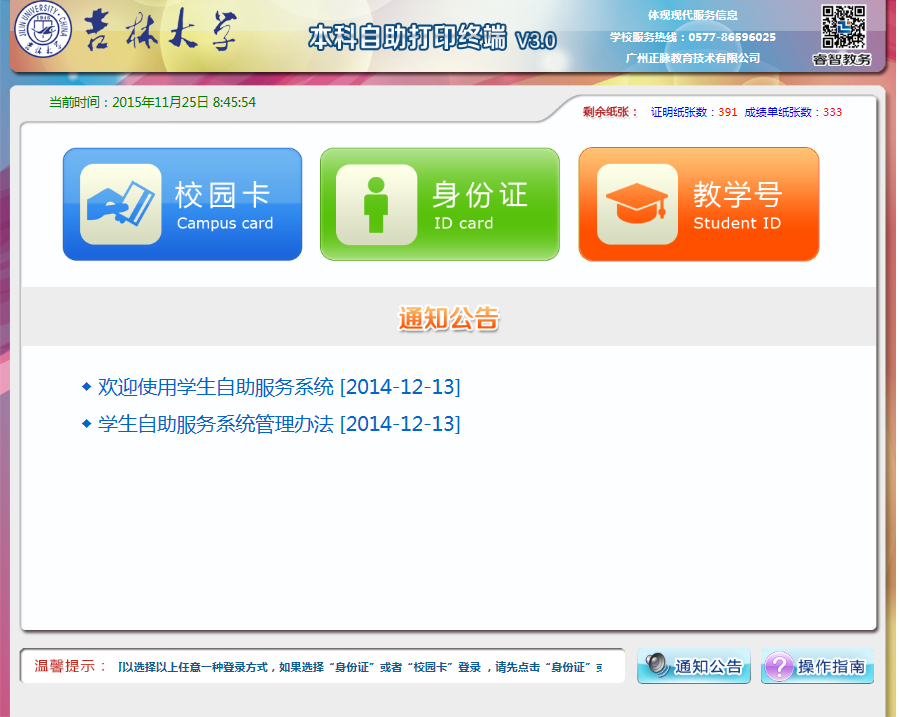 吉林大学
本科自助打印终端 V3.0
体现现代服务信息
学校服务热线：0577-86596025
广州正脉教育技术有限公司
睿智教务
当前时间：2015年11月25日 8:45:54
剩余纸张： 证明纸张数：391 成绩单纸张数：333
校园卡
Campus card
身份证
ID card
教学号
Student ID
通知公告
欢迎使用学生自助服务系统 [2014-12-13]
学生自助服务系统管理办法 [2014-12-13]
温馨提示： 以选择以上任意一种登录方式，如果选择“身份证”或者“校园卡”登录 ，请先点击“身份证”
通知公告
操作指南